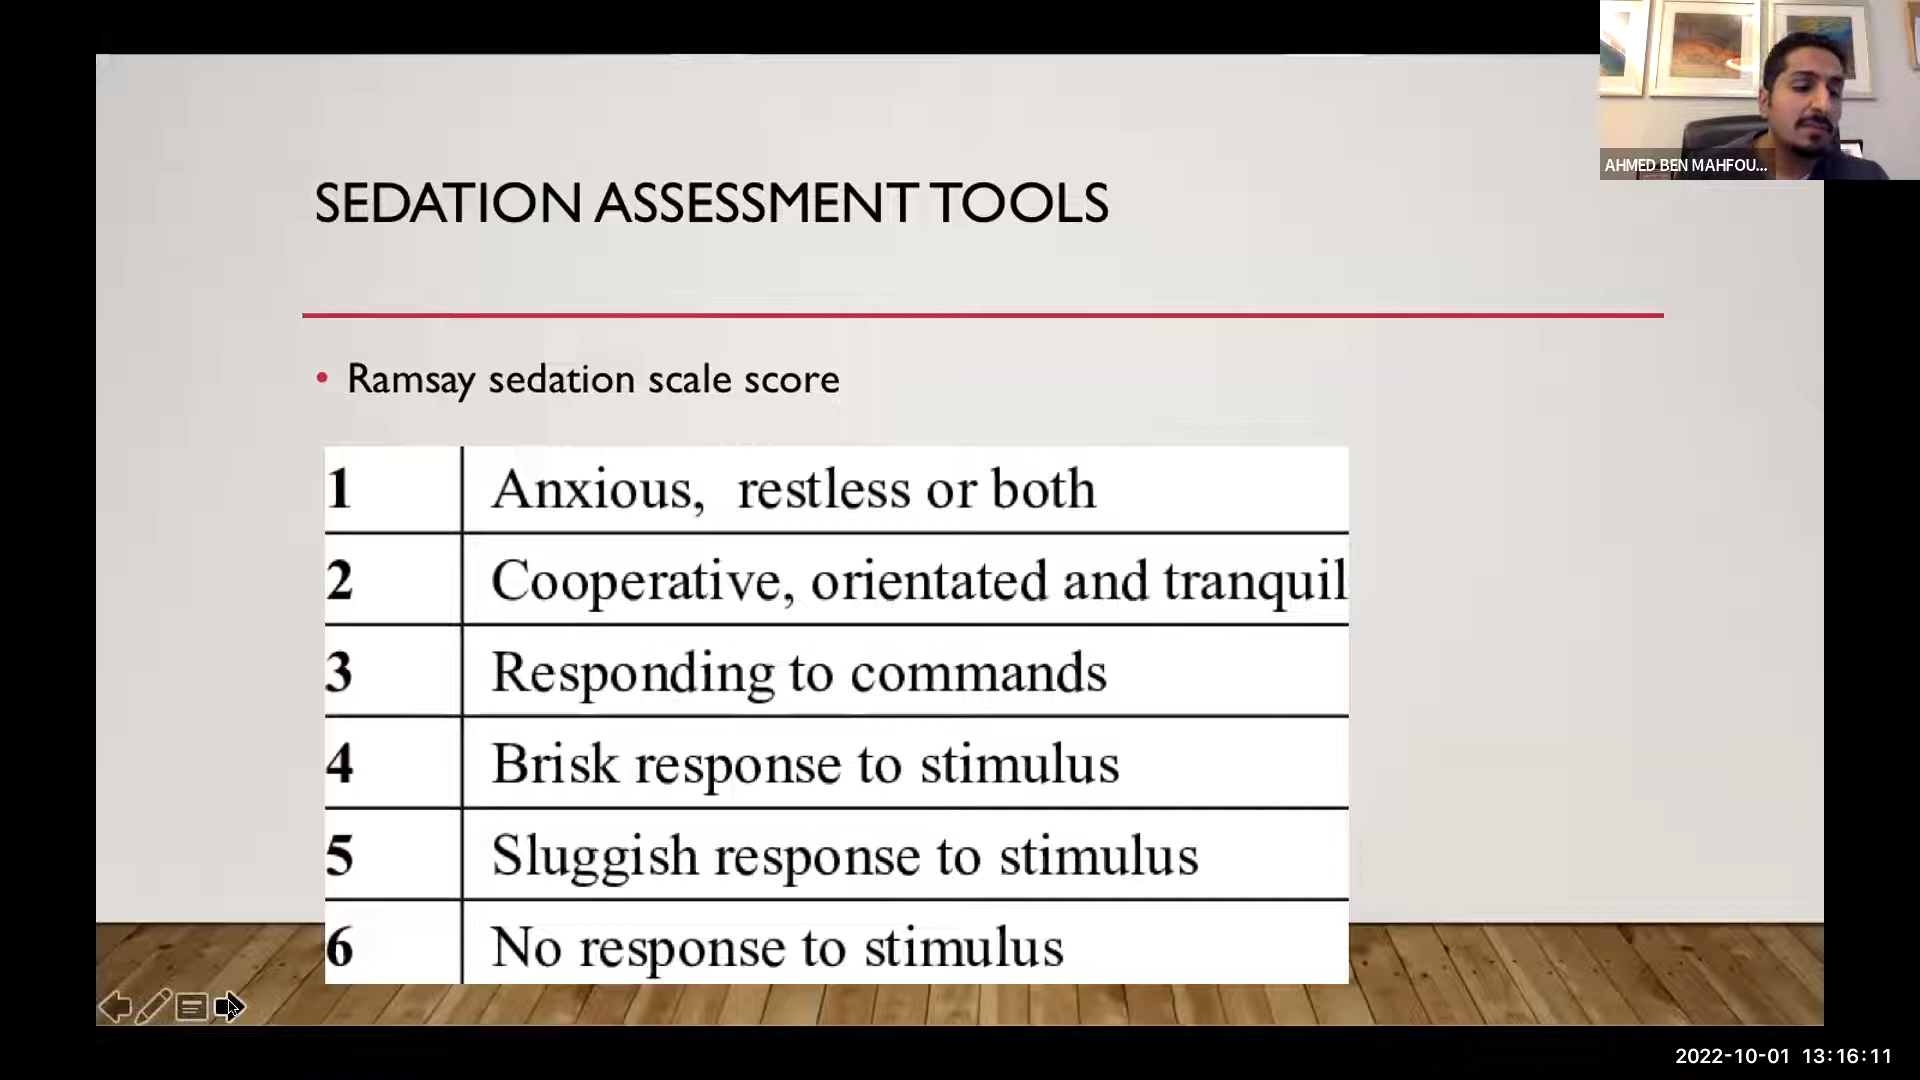 AHMED BEN MAHFOU...
SEDATION ASSESSMENT TOOLS
• Ramsay sedation scale score
1 Anxious, restless or both
2 Cooperative, orientated and tranquil
3 Responding to commands
4 Brisk response to stimulus
5 Sluggish response to stimulus
6 No response to stimulus
2022-10-01 13:16:11